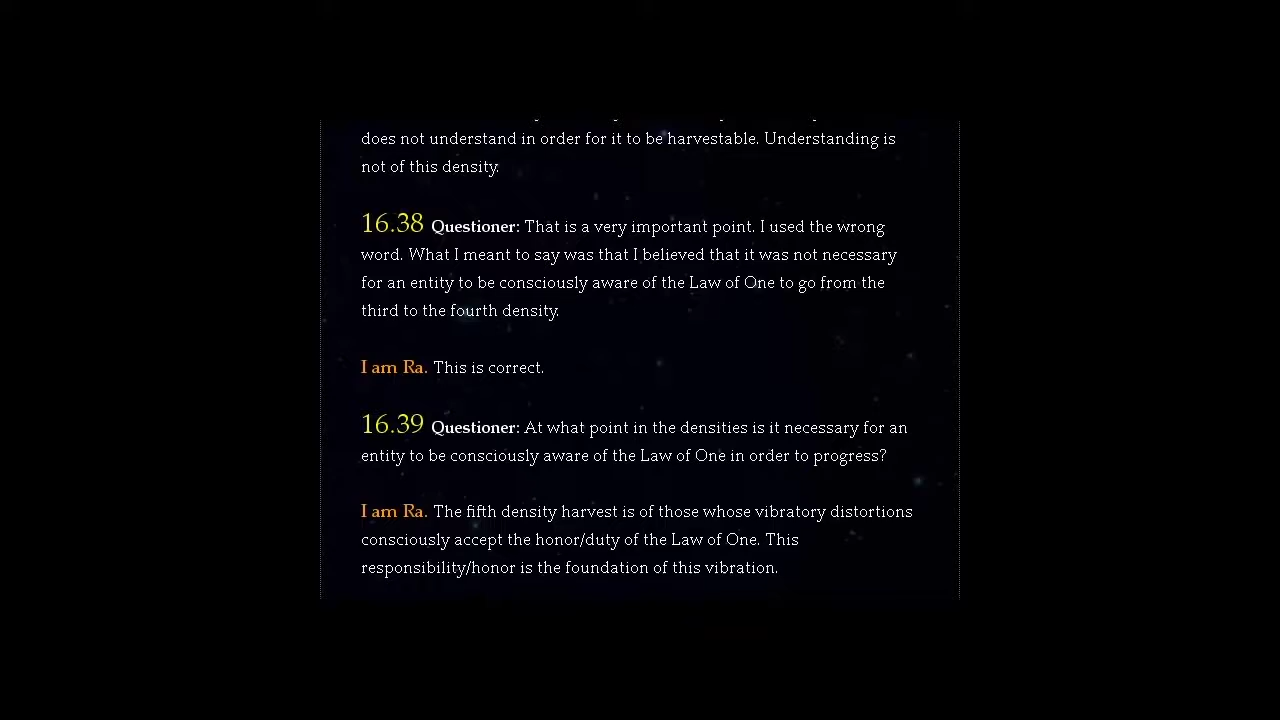 does not understand in order for it to be harvestable. Understanding is
not of this density.
16.38 Questioner: That is a very important point. I used the wrong
word. What I meant to say was that I believed that it was not necessary
for an entity to be consciously aware of the Law of One to go from the
third to the fourth density.
I am Ra. This is correct.
16.39 Questioner: At what point in the densities is it necessary for an
entity to be consciously aware of the Law of One in order to progress?
I am Ra. The fifth density harvest is of those whose vibratory distortions
consciously accept the honor/duty of the Law of One. This
responsibility/honor is the foundation of this vibration.